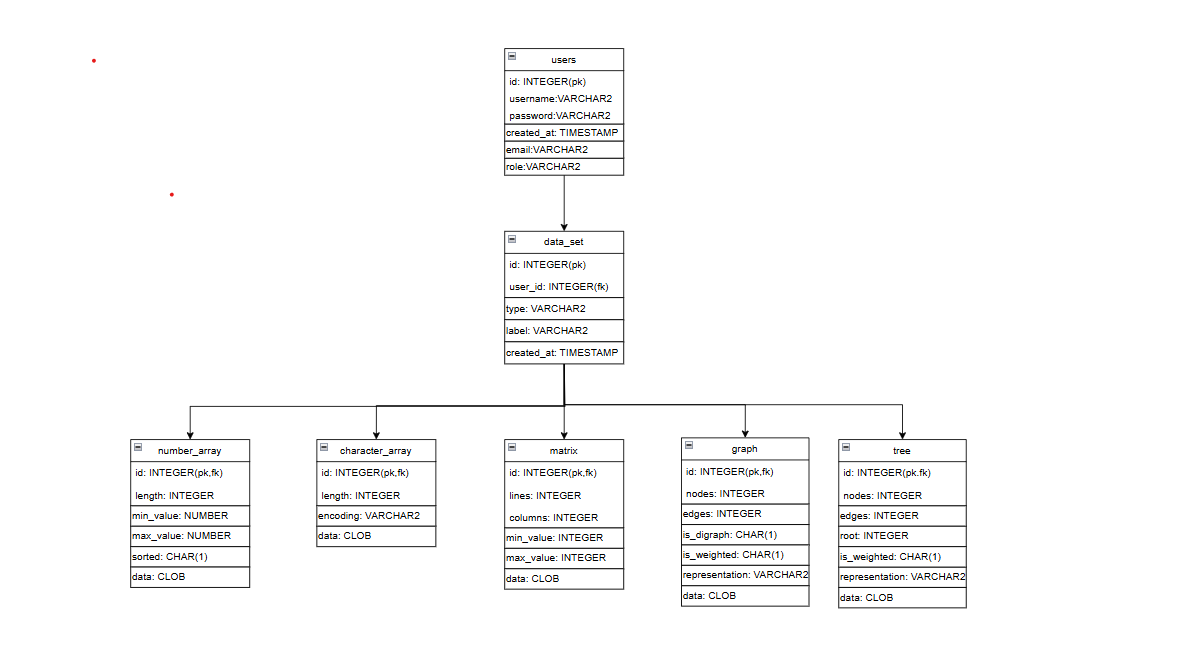 users
id: INTEGER(pk)
username:VARCHAR2
password:VARCHAR2
created_at: TIMESTAMP
email:VARCHAR2
role:VARCHAR2
data_set
id: INTEGER(pk)
user_id: INTEGER(fk)
type: VARCHAR2
label: VARCHAR2
created_at: TIMESTAMP
number_array
id: INTEGER(pk,fk)
length: INTEGER
min_value: NUMBER
max_value: NUMBER
sorted: CHAR(1)
data: CLOB
character_array
id: INTEGER(pk,fk)
length: INTEGER
encoding: VARCHAR2
data: CLOB
matrix
id: INTEGER(pk,fk)
lines: INTEGER
columns: INTEGER
min_value: INTEGER
max_value: INTEGER
data: CLOB
graph
id: INTEGER(pk,fk)
nodes: INTEGER
edges: INTEGER
is_digraph: CHAR(1)
is_weighted: CHAR(1)
representation: VARCHAR2
data: CLOB
tree
id: INTEGER(pk.fk)
nodes: INTEGER
edges: INTEGER
root: INTEGER
is_weighted: CHAR(1)
representation: VARCHAR2
data: CLOB